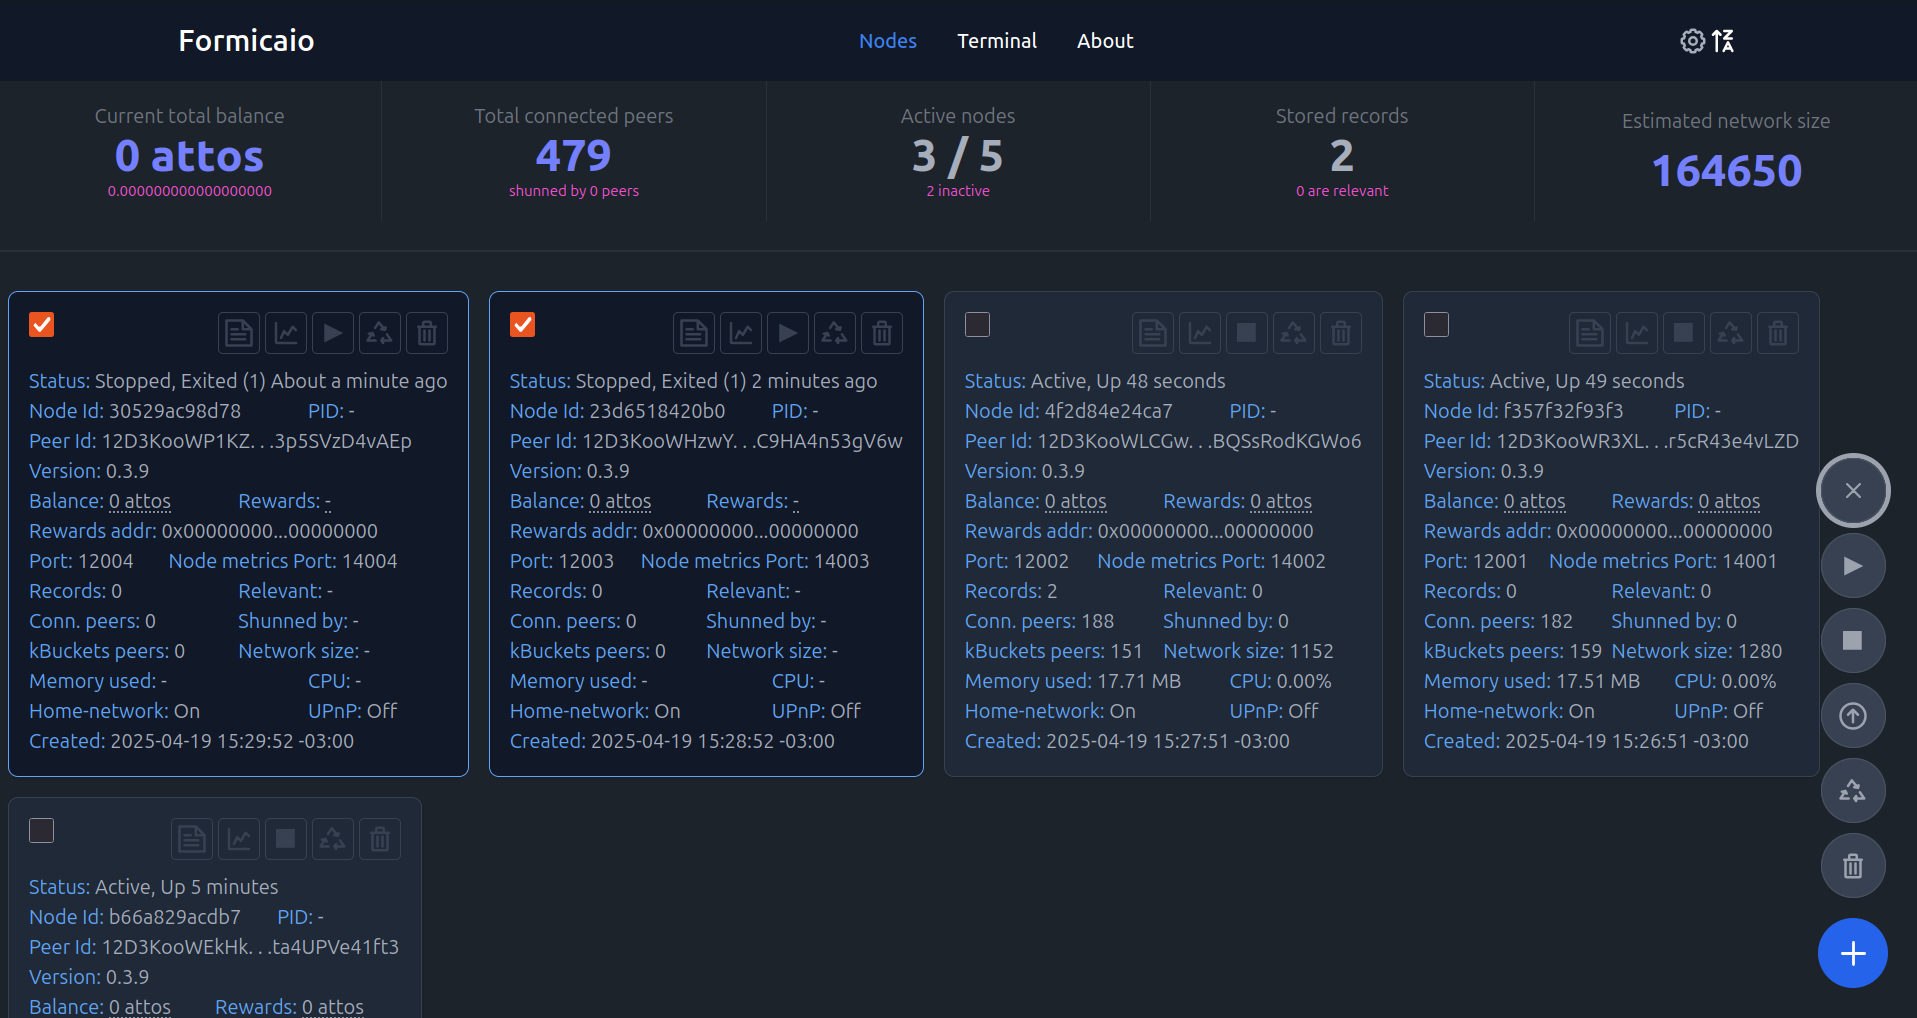 Formicaio
Nodes Terminal About
Current total balance
0 attos
0.000000000000000000
Total connected peers
479
shunned by 0 peers
Active nodes
3 / 5
2 inactive
Stored records
2
0 are relevant
Estimated network size
164650
Status: Stopped, Exited (1) About a minute ago
Node Id: 30529ac98d78 PID: -
Peer Id: 12D3KooWP1KZ. . .3p5SVzD4vAEp
Version: 0.3.9
Balance: 0 attos Rewards: -
Rewards addr: 0x00000000...00000000
Port: 12004 Node metrics Port: 14004
Records: 0 Relevant: -
Conn. peers: 0 Shunned by: -
kBuckets peers: 0 Network size: -
Memory used: - CPU: -
Home-network: On UPnP: Off
Created: 2025-04-19 15:29:52 -03:00
Status: Stopped, Exited (1) 2 minutes ago
Node Id: 23d6518420b0 PID: -
Peer Id: 12D3KooWHzwY. . .C9HA4n53gV6w
Version: 0.3.9
Balance: 0 attos Rewards: -
Rewards addr: 0x00000000...00000000
Port: 12003 Node metrics Port: 14003
Records: 0 Relevant: -
Conn. peers: 0 Shunned by: -
kBuckets peers: 0 Network size: -
Memory used: - CPU: -
Home-network: On UPnP: Off
Created: 2025-04-19 15:28:52 -03:00
Status: Active, Up 48 seconds
Node Id: 4f2d84e24ca7 PID: -
Peer Id: 12D3KooWLCGw. . .BQSsRodKGWo6
Version: 0.3.9
Balance: 0 attos Rewards: 0 attos
Rewards addr: 0x00000000...00000000
Port: 12002 Node metrics Port: 14002
Records: 2 Relevant: 0
Conn. peers: 188 Shunned by: 0
kBuckets peers: 151 Network size: 1152
Memory used: 17.71 MB CPU: 0.00%
Home-network: On UPnP: Off
Created: 2025-04-19 15:27:51 -03:00
Status: Active, Up 49 seconds
Node Id: f357f32f93f3 PID: -
Peer Id: 12D3KooWR3XL. . .r5cR43e4vLZD
Version: 0.3.9
Balance: 0 attos Rewards: 0 attos
Rewards addr: 0x00000000...00000000
Port: 12001 Node metrics Port: 14001
Records: 0 Relevant: 0
Conn. peers: 182 Shunned by: 0
kBuckets peers: 159 Network size: 1280
Memory used: 17.51 MB CPU: 0.00%
Home-network: On UPnP: Off
Created: 2025-04-19 15:26:51 -03:00
Status: Active, Up 5 minutes
Node Id: b66a829acdb7 PID: -
Peer Id: 12D3KooWEkHk. . .ta4UPVe41ft3
Version: 0.3.9
Balance: 0 attos Rewards: 0 attos